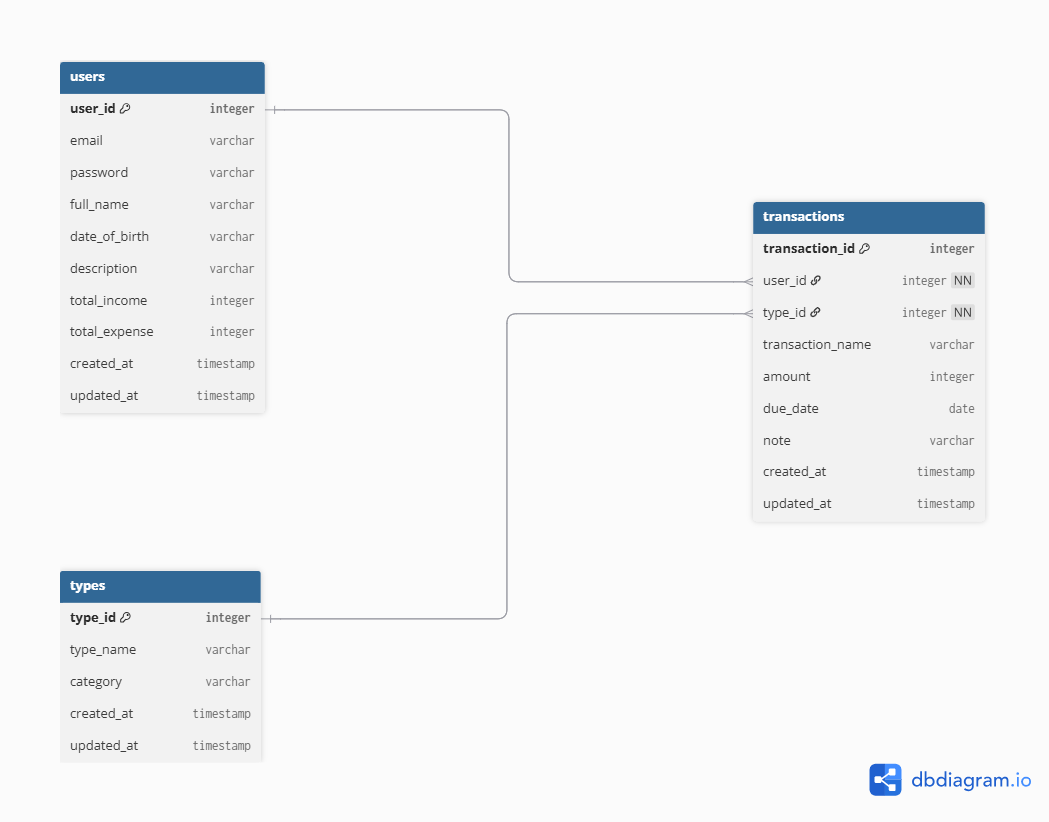 users
user_id integer
email varchar
password varchar
full_name varchar
date_of_birth varchar
description varchar
total_income integer
total_expense integer
created_at timestamp
updated_at timestamp
transactions
transaction_id integer
user_id integer NN
type_id integer NN
transaction_name varchar
amount integer
due_date date
note varchar
created_at timestamp
updated_at timestamp
types
type_id integer
type_name varchar
category varchar
created_at timestamp
updated_at timestamp
dbdiagram.io